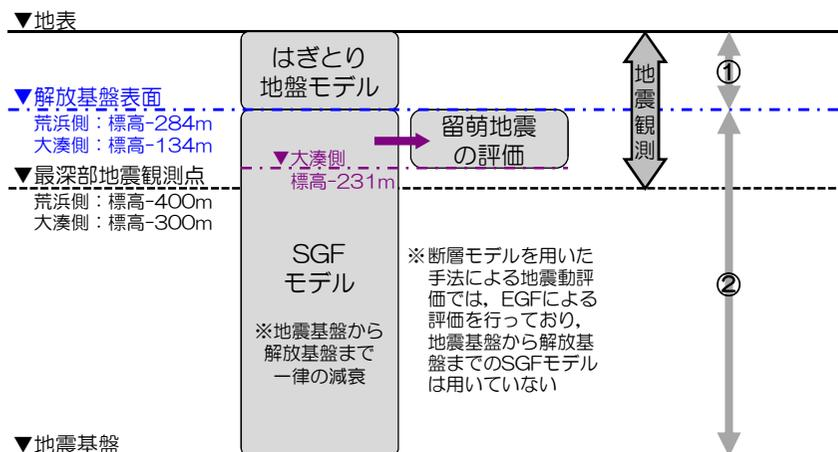 ▼地表
はぎとり
地盤モデル
地震観測
①
▼解放基盤表面
荒浜側：標高-284m
大湊側：標高-134m
留萌地震
の評価
▼大湊側
標高-231m
▼最深部地震観測点
荒浜側：標高-400m
大湊側：標高-300m
SGF
モデル
※地震基盤から
解放基盤まで
一律の減衰
※断層モデルを用いた
手法による地震動評
価では，EGFによる
評価を行っており，
地震基盤から解放基
盤までのSGFモデル
は用いていない
②
▼地震基盤